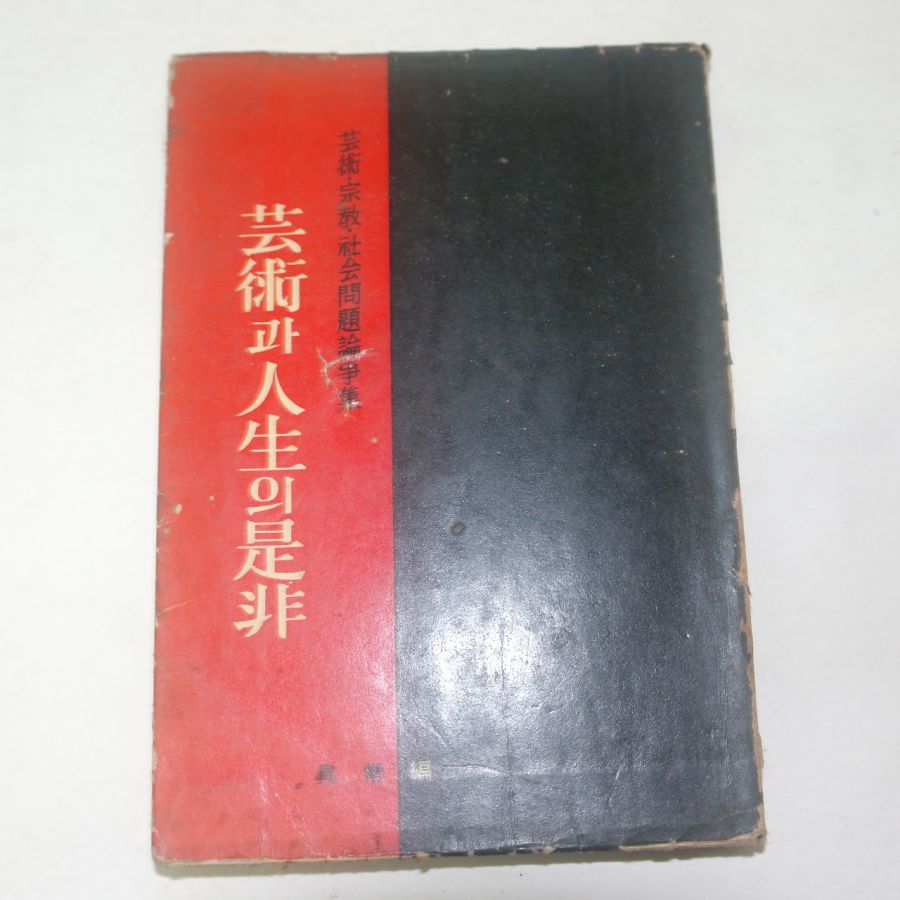 芸術·宗教·社会問題論爭集
芸術과 人生의 是非
編